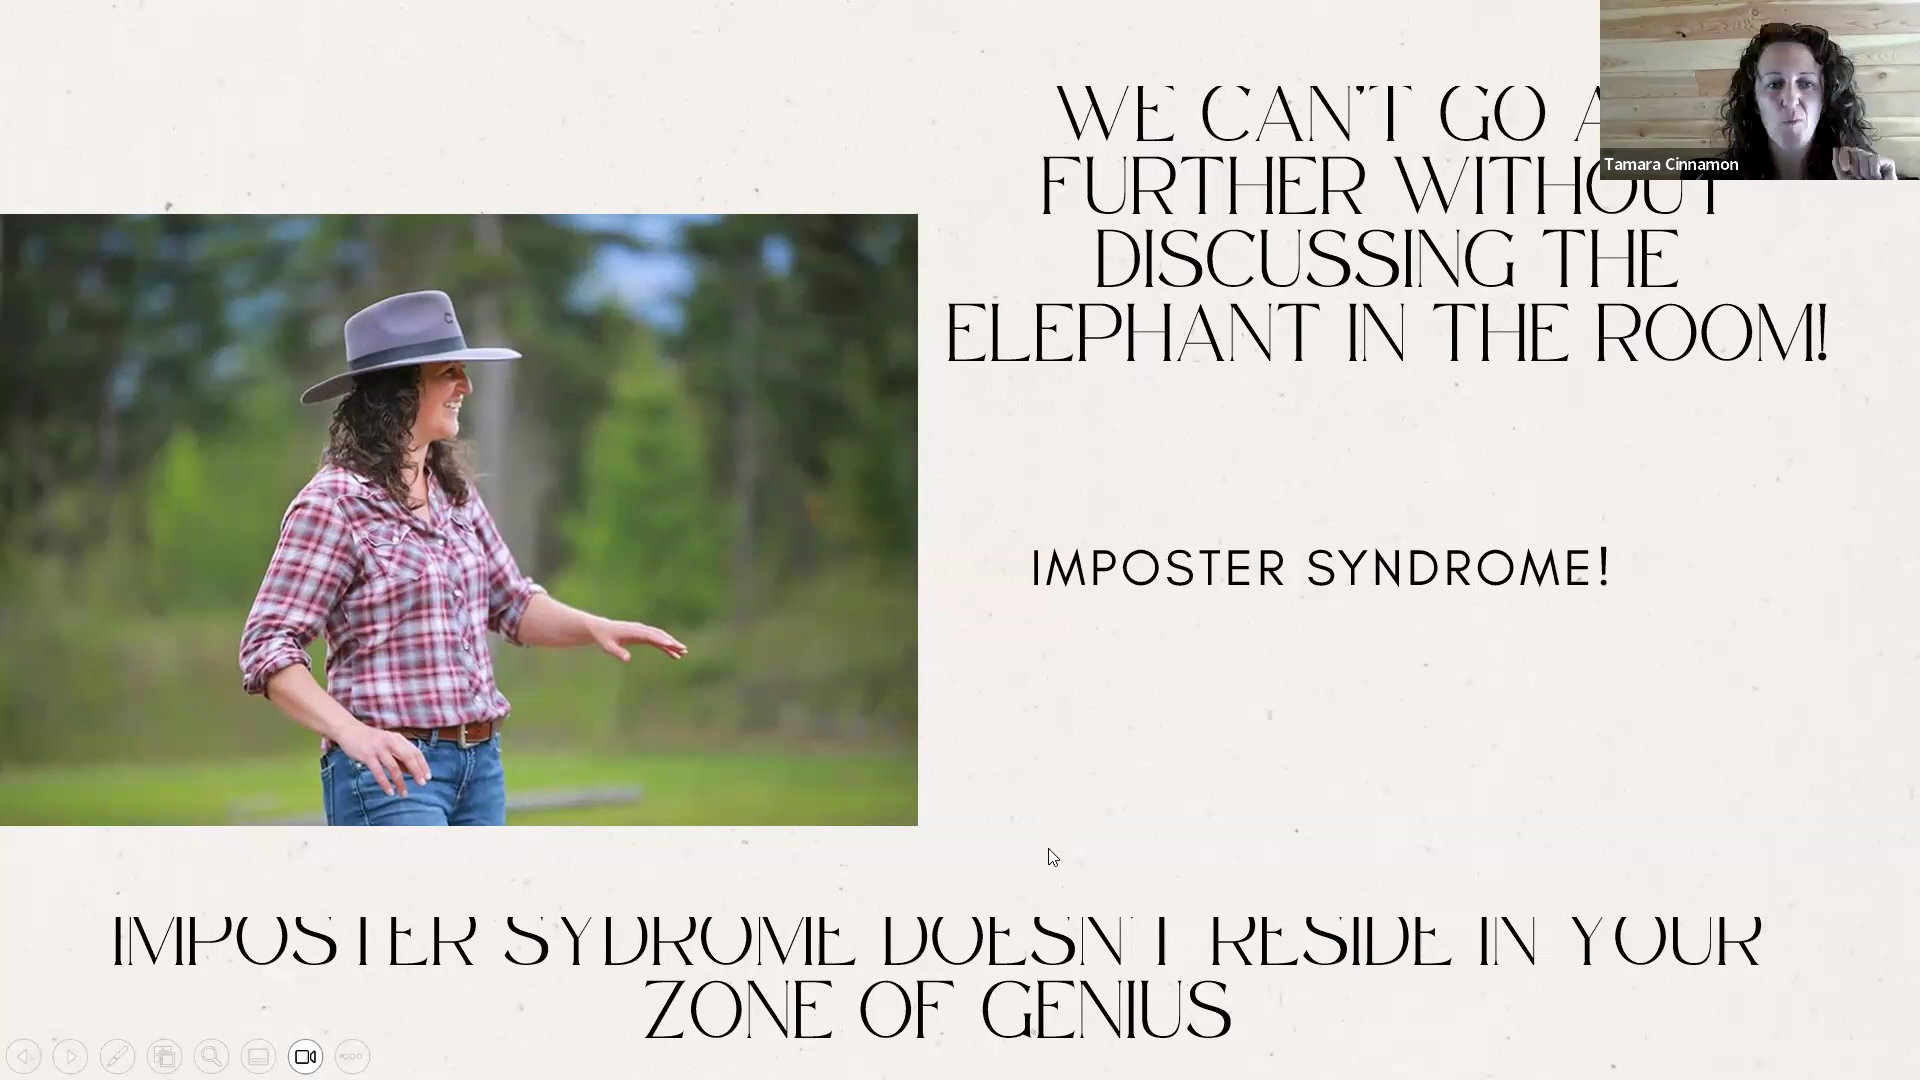 WE CAN'T GO
FURTHER WITHOUT
DISCUSSING THE
ELEPHANT IN THE ROOM!
Tamara Cinnamon
IMPOSTER SYNDROME!
IMPOSTER SYDROME DOESN'T RESIDE IN YOUR
ZONE OF GENIUS